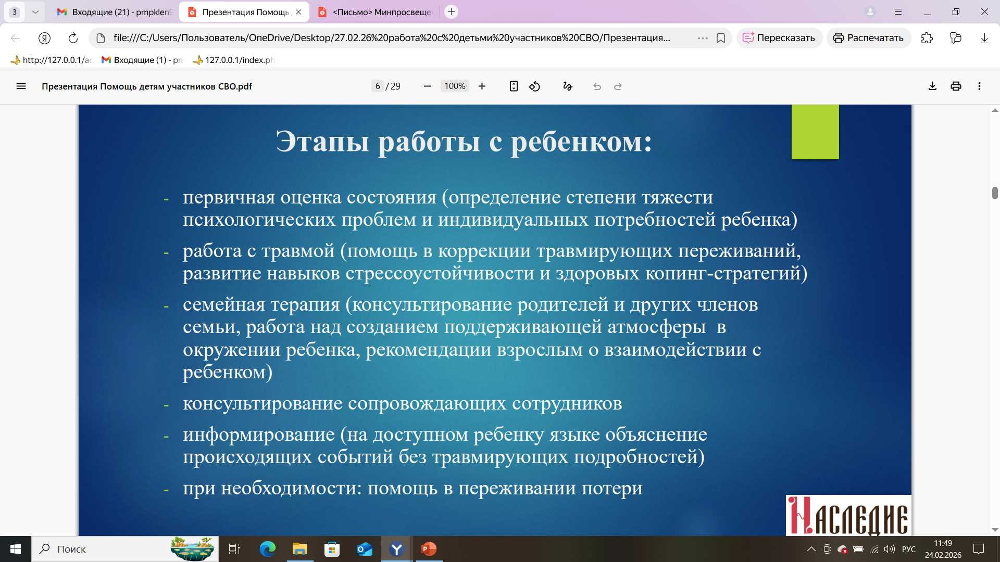 3
Входящие (21) - pmpklen9
Презентация Помощь
<Письмо> Минпросвеще
file:///C:/Users/Пользователь/OneDrive/Desktop/27.02.26%20работа%20с%20детьми%20участников%20СВО/Презентация...
Пересказать
Распечатать
http://127.0.0.1/ac
Входящие (1) - pm
127.0.0.1/index.ph
Презентация Помощь детям участников СВО.pdf
6 / 29
100%
Этапы работы с ребенком:
- первичная оценка состояния (определение степени тяжести
психологических проблем и индивидуальных потребностей ребенка)
- работа с травмой (помощь в коррекции травмирующих переживаний,
развитие навыков стрессоустойчивости и здоровых копинг-стратегий)
- семейная терапия (консультирование родителей и других членов
семьи, работа над созданием поддерживающей атмосферы в
окружении ребенка, рекомендации взрослым о взаимодействии с
ребенком)
- консультирование сопровождающих сотрудников
- информирование (на доступном ребенку языке объяснение
происходящих событий без травмирующих подробностей)
- при необходимости: помощь в переживании потери
Наследие
Поиск
РУС
11:49
24.02.2026